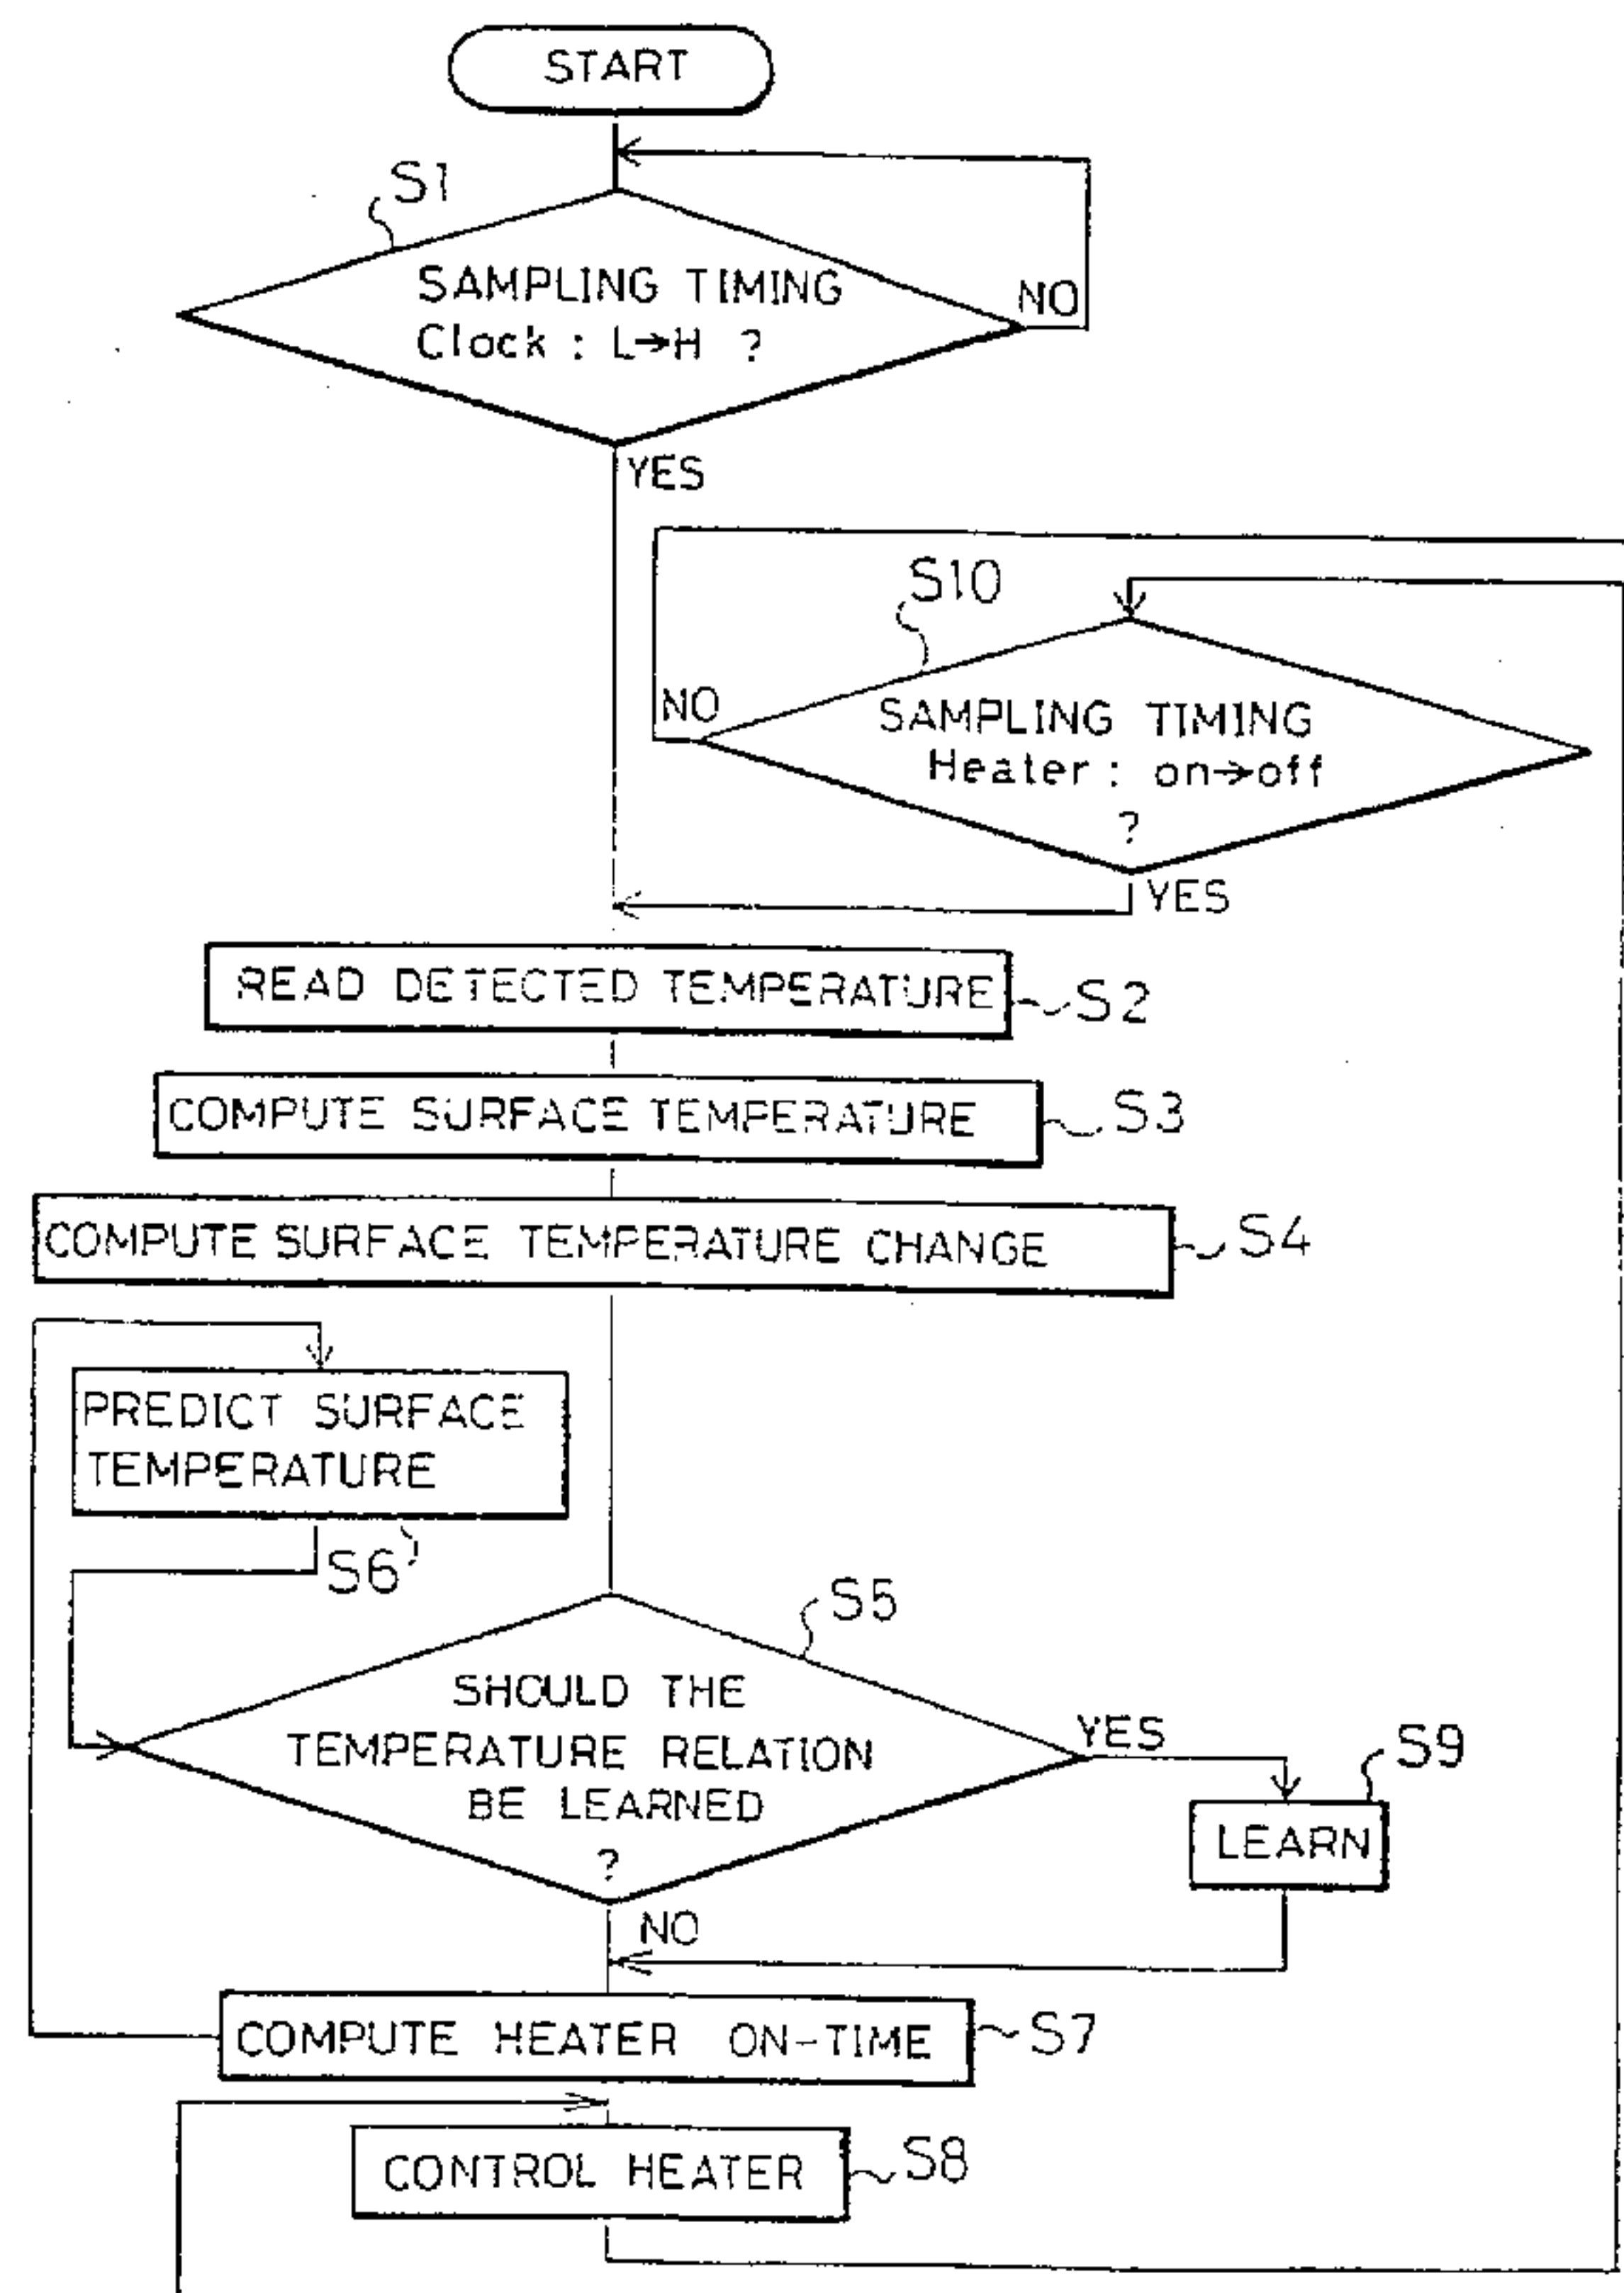 START
S1
SAMPLING TIMING
Clock : L→H ?
NO
YES
S10
NO
SAMPLING TIMING
Heater : on→off
?
YES
READ DETECTED TEMPERATURE
S2
COMPUTE SURFACE TEMPERATURE
S3
COMPUTE SURFACE TEMPERATURE CHANGE
S4
PREDICT SURFACE
TEMPERATURE
S6
S5
SHOULD THE
TEMPERATURE RELATION
BE LEARNED
?
YES
S9
LEARN
NO
COMPUTE HEATER ON-TIME
S7
CONTROL HEATER
S8